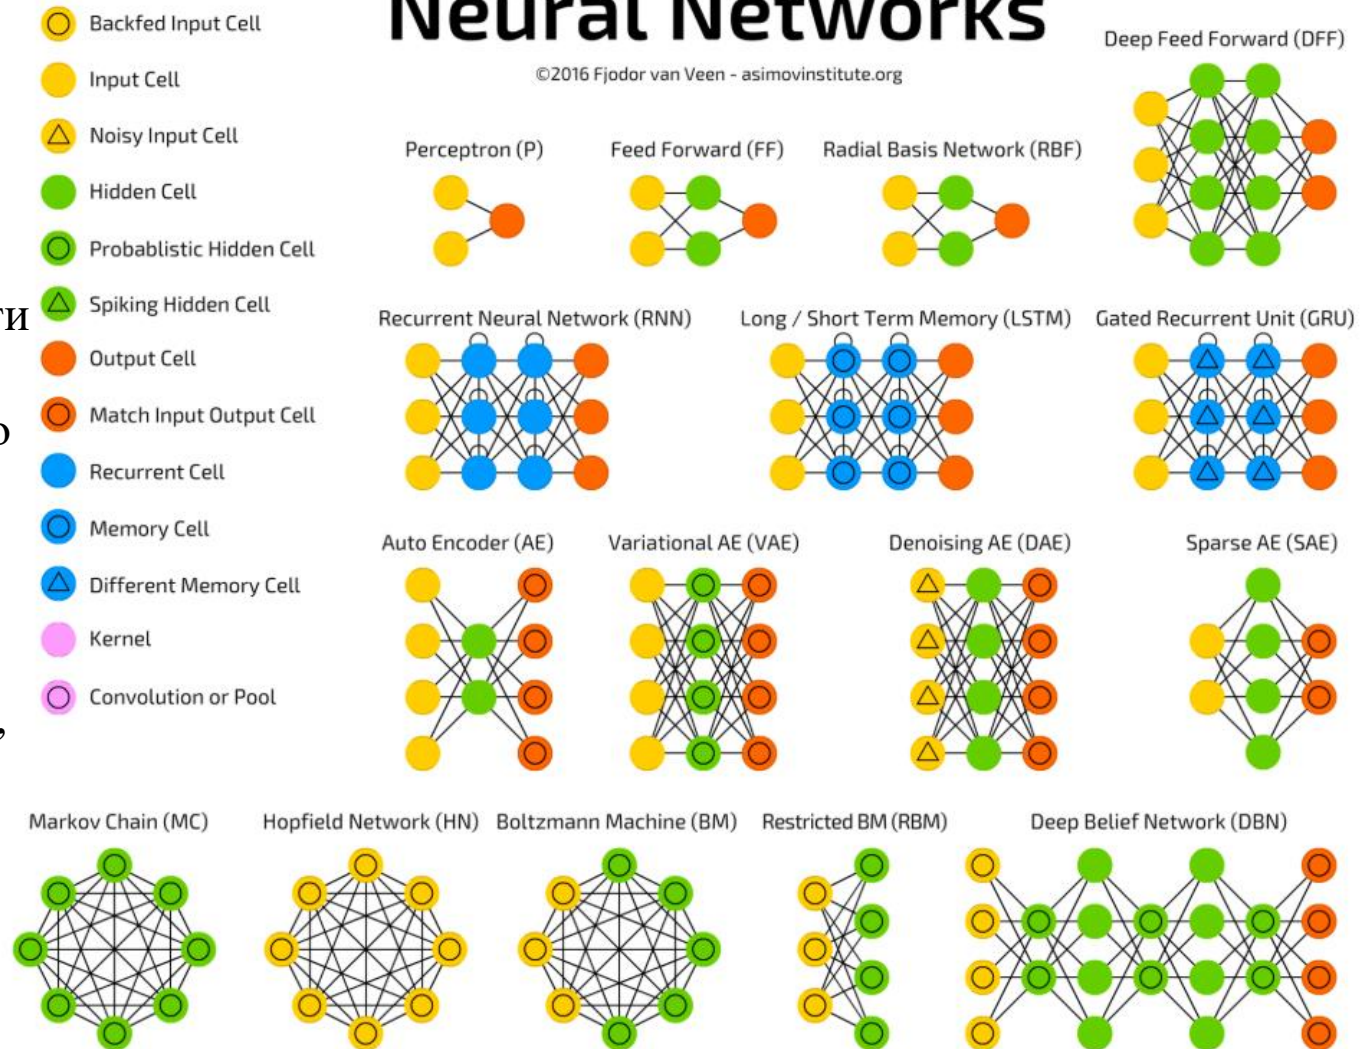 Neural Networks
©2016 Fjodor van Veen - asimovinstitute.org
Backfed Input Cell
Input Cell
Noisy Input Cell
Hidden Cell
Probablistic Hidden Cell
Spiking Hidden Cell
Output Cell
Match Input Output Cell
Recurrent Cell
Memory Cell
Different Memory Cell
Kernel
Convolution or Pool
ти
о
,
Deep Feed Forward (DFF)
Perceptron (P)
Feed Forward (FF)
Radial Basis Network (RBF)
Recurrent Neural Network (RNN)
Long / Short Term Memory (LSTM)
Gated Recurrent Unit (GRU)
Auto Encoder (AE)
Variational AE (VAE)
Denoising AE (DAE)
Sparse AE (SAE)
Markov Chain (MC)
Hopfield Network (HN)
Boltzmann Machine (BM)
Restricted BM (RBM)
Deep Belief Network (DBN)